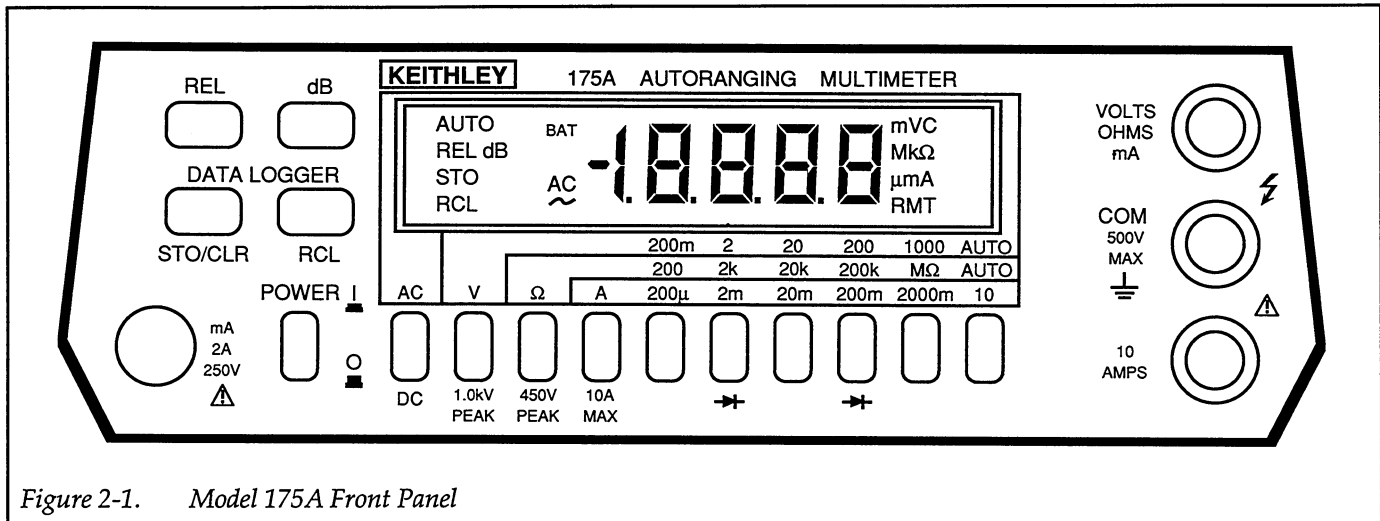 KEITHLEY 175A AUTORANGING MULTIMETER
REL dB
DATA LOGGER
STO/CLR RCL
AUTO
REL dB
STO
RCL
BAT
AC
-1.8.8.8.8
mVC
MkΩ
µmA
RMT
200m 2 20 200 1000 AUTO
200 2k 20k 200k MΩ AUTO
AC V Ω A 200µ 2m 20m 200m 2000m 10
POWER I
O
mA
2A
250V
DC
1.0kV
PEAK
450V
PEAK
10A
MAX
VOLTS
OHMS
mA
COM
500V
MAX
10
AMPS
Figure 2-1. Model 175A Front Panel